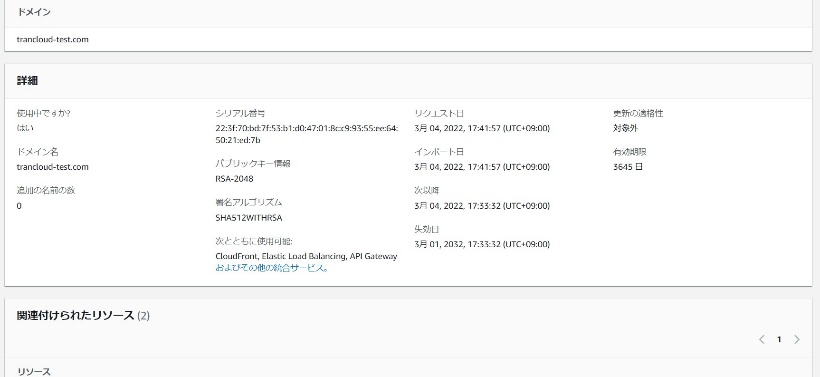 ドメイン
trancloud-test.com
詳細
使用中ですか?
はい
ドメイン名
trancloud-test.com
追加の名前の数
0
シリアル番号
22:3f:70:bd:7f:53:b1:d0:47:01:8c:c9:93:55:ee:64:
50:21:ed:7b
パブリックキー情報
RSA-2048
署名アルゴリズム
SHA512WITHRSA
次とともに使用可能:
CloudFront, Elastic Load Balancing, API Gateway
およびその他の統合サービス。
リクエスト日
3月 04, 2022, 17:41:57 (UTC+09:00)
インポート日
3月 04, 2022, 17:41:57 (UTC+09:00)
次以降
3月 04, 2022, 17:33:32 (UTC+09:00)
失効日
3月 01, 2032, 17:33:32 (UTC+09:00)
更新の適格性
対象外
有効期限
3645 日
関連付けられたリソース (2)
1
リソース